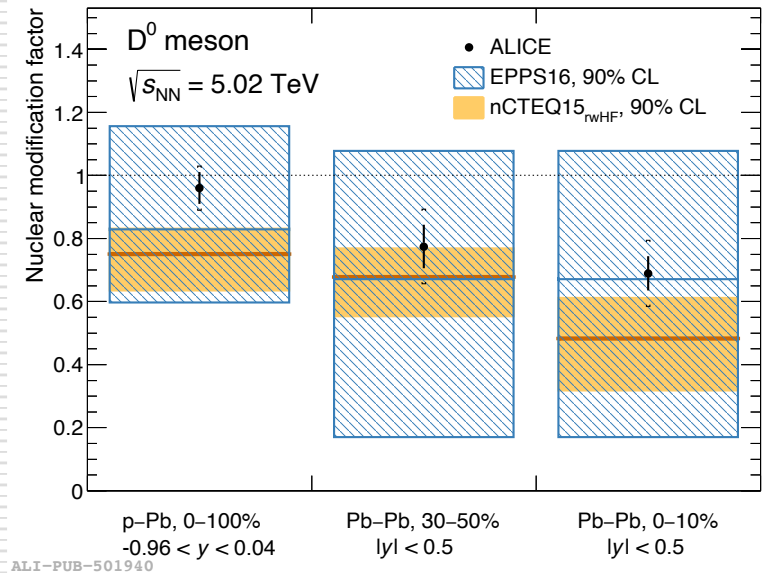 Nuclear modification factor
1.4
1.2
1
0.8
0.6
0.4
0.2
0
D⁰ meson
√s_NN = 5.02 TeV
ALICE
EPPS16, 90% CL
nCTEQ15_rwHF, 90% CL
p–Pb, 0–100%
-0.96 < y < 0.04
Pb–Pb, 30–50%
|y| < 0.5
Pb–Pb, 0–10%
|y| < 0.5
ALI-PUB-501940